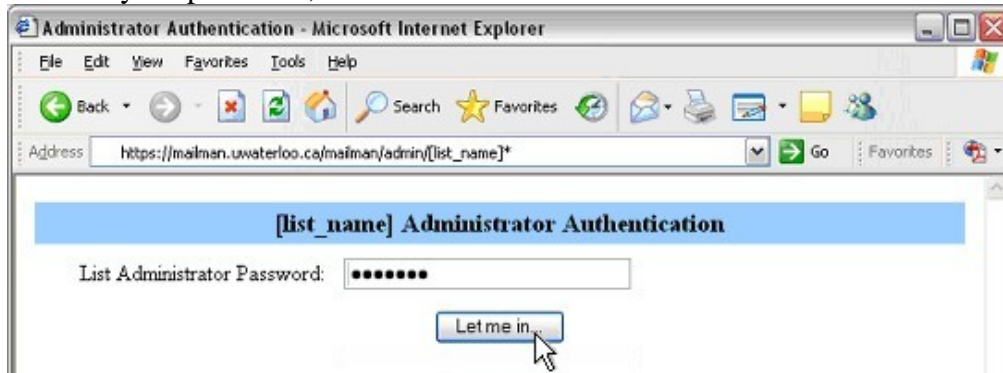 Administrator Authentication - Microsoft Internet Explorer
File Edit View Favorites Tools Help
Back Search Favorites
Address https://mailman.uwaterloo.ca/mailman/admin/[list_name]* Go Favorites
[list_name] Administrator Authentication
List Administrator Password: •••••••
Let me in...